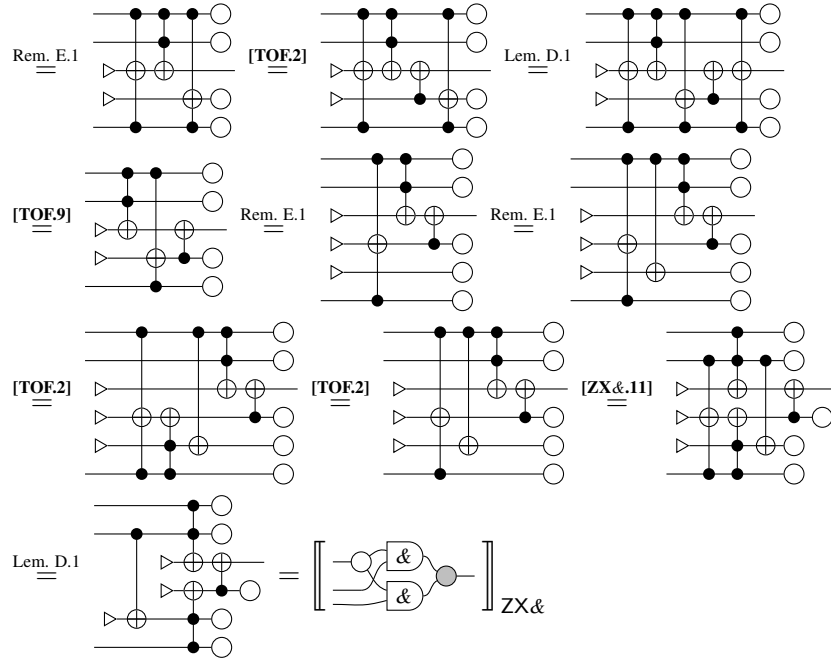 Rem. E.1 = [TOF.2] = Lem. D.1 =
[TOF.9] = Rem. E.1 = Rem. E.1 =
[TOF.2] = [TOF.2] = [ZX&.11] =
Lem. D.1 = = ⟦ & & ⟧ ZX&